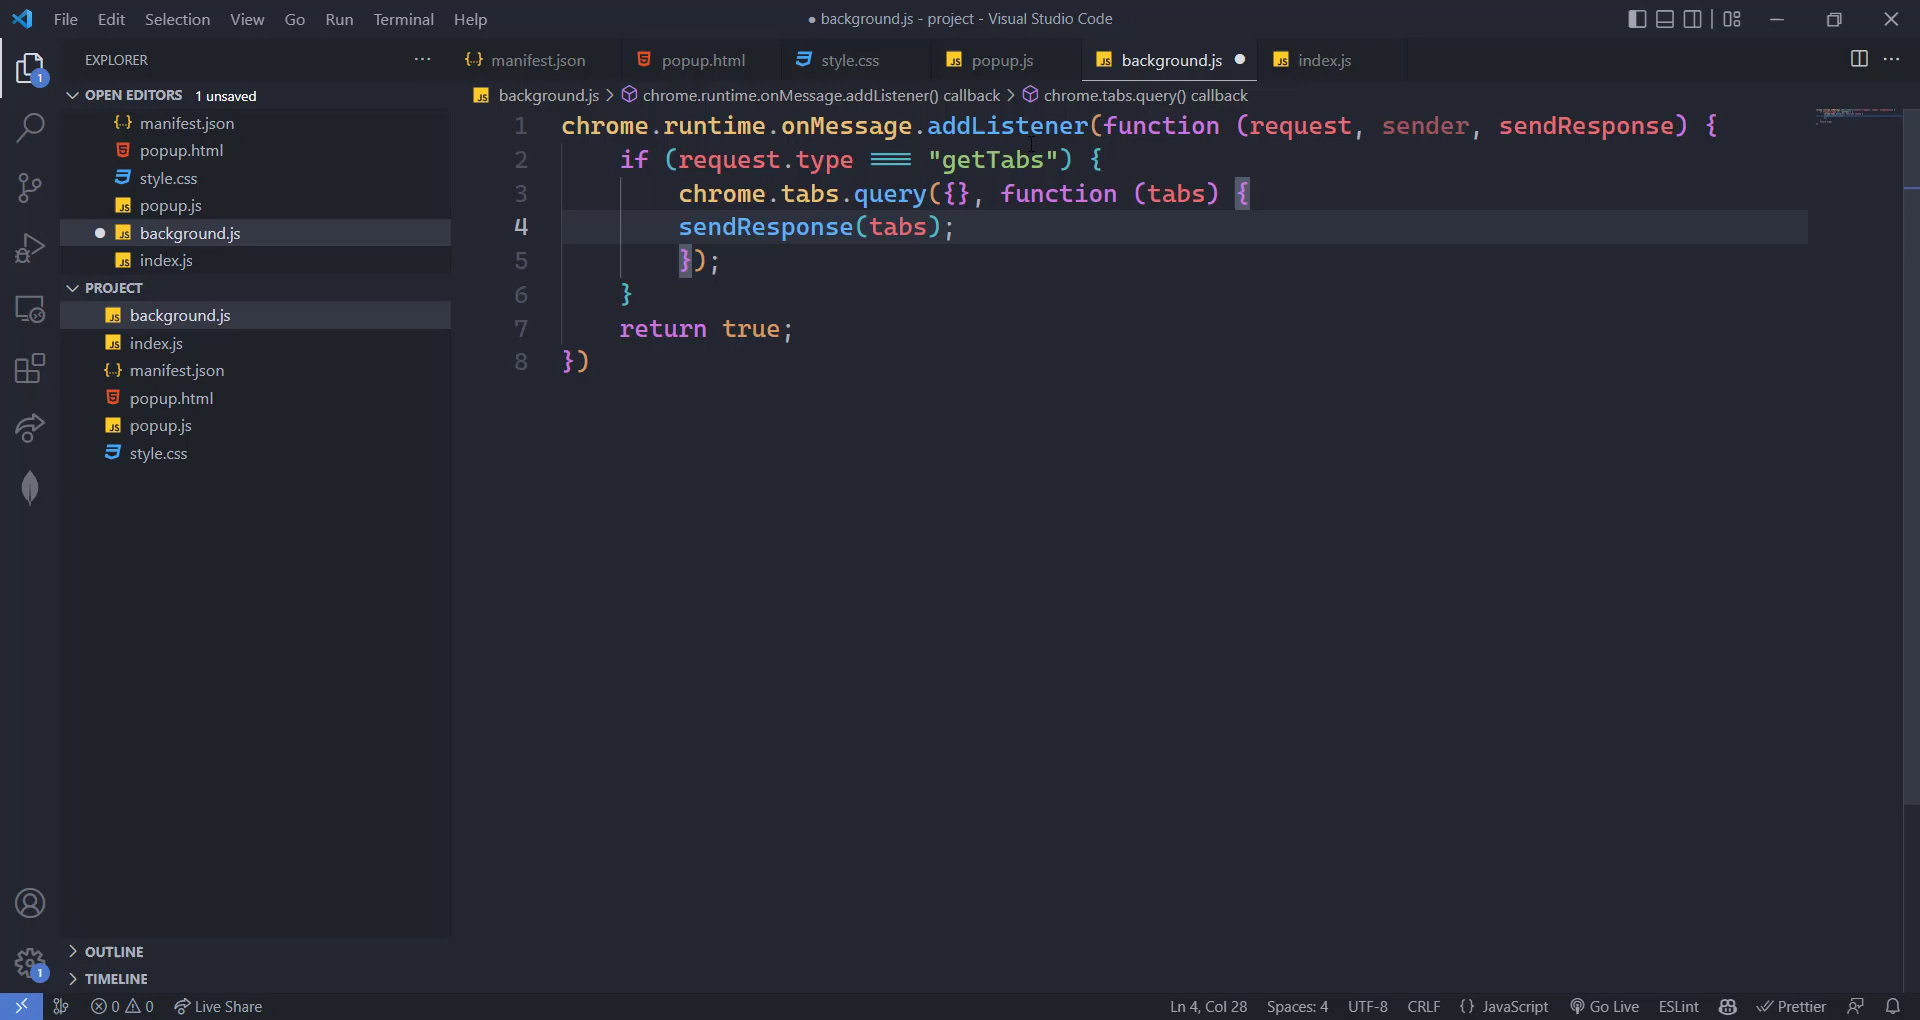 File Edit Selection View Go Run Terminal Help
● background.js - project - Visual Studio Code
EXPLORER
OPEN EDITORS 1 unsaved
manifest.json
popup.html
style.css
popup.js
background.js
index.js
PROJECT
background.js
index.js
manifest.json
popup.html
popup.js
style.css
OUTLINE
TIMELINE
manifest.json popup.html style.css popup.js background.js index.js
background.js > chrome.runtime.onMessage.addListener() callback > chrome.tabs.query() callback
1 chrome.runtime.onMessage.addListener(function (request, sender, sendResponse) {
2 if (request.type === "getTabs") {
3 chrome.tabs.query({}, function (tabs) {
4 sendResponse(tabs);
5 });
6 }
7 return true;
8 })
0 0 Live Share
Ln 4, Col 28 Spaces: 4 UTF-8 CRLF {} JavaScript Go Live ESLint Prettier